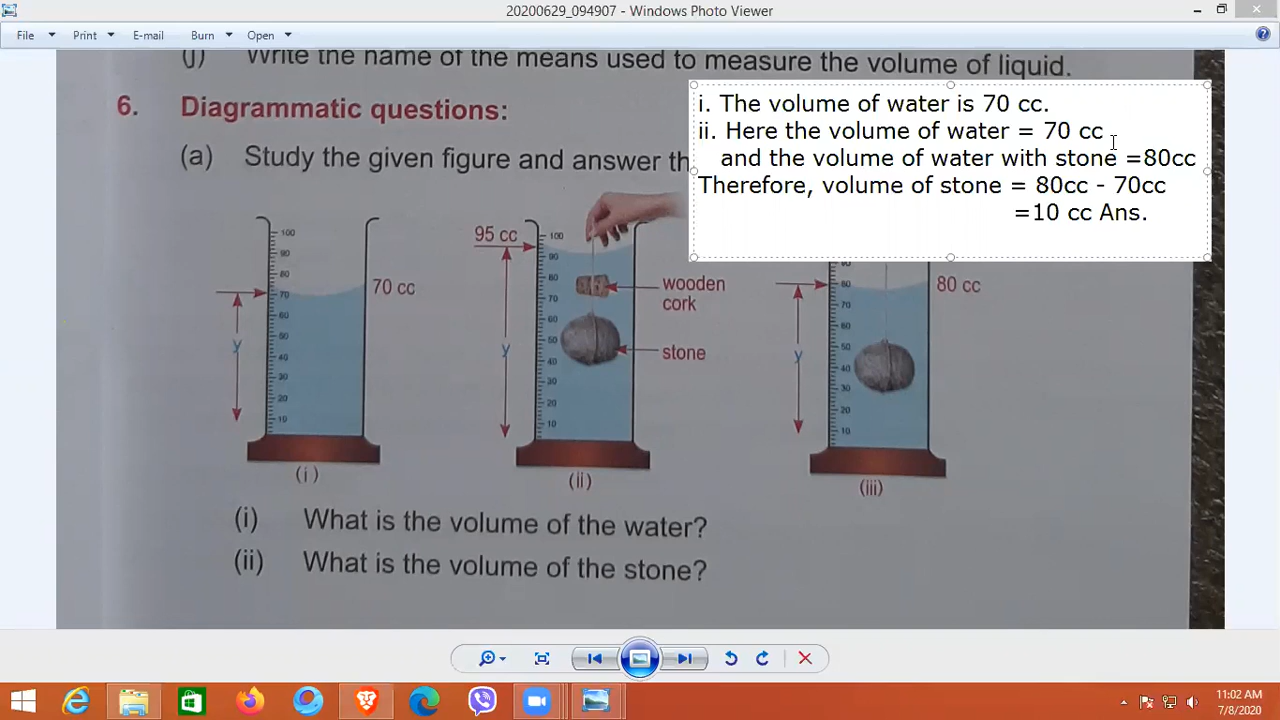 20200629_094907 - Windows Photo Viewer
File Print E-mail Burn Open
(j) Write the name of the means used to measure the volume of liquid.
6. Diagrammatic questions:
(a) Study the given figure and answer th
i. The volume of water is 70 cc.
ii. Here the volume of water = 70 cc
and the volume of water with stone =80cc
Therefore, volume of stone = 80cc - 70cc
=10 cc Ans.
100
90
80
70
60
50
40
30
20
10
70 cc
y
(i)
95 cc
100
90
80
70
60
50
40
30
20
10
y
wooden
cork
stone
(ii)
90
80
70
60
50
40
30
20
10
80 cc
y
(iii)
(i) What is the volume of the water?
(ii) What is the volume of the stone?
11:02 AM
7/8/2020